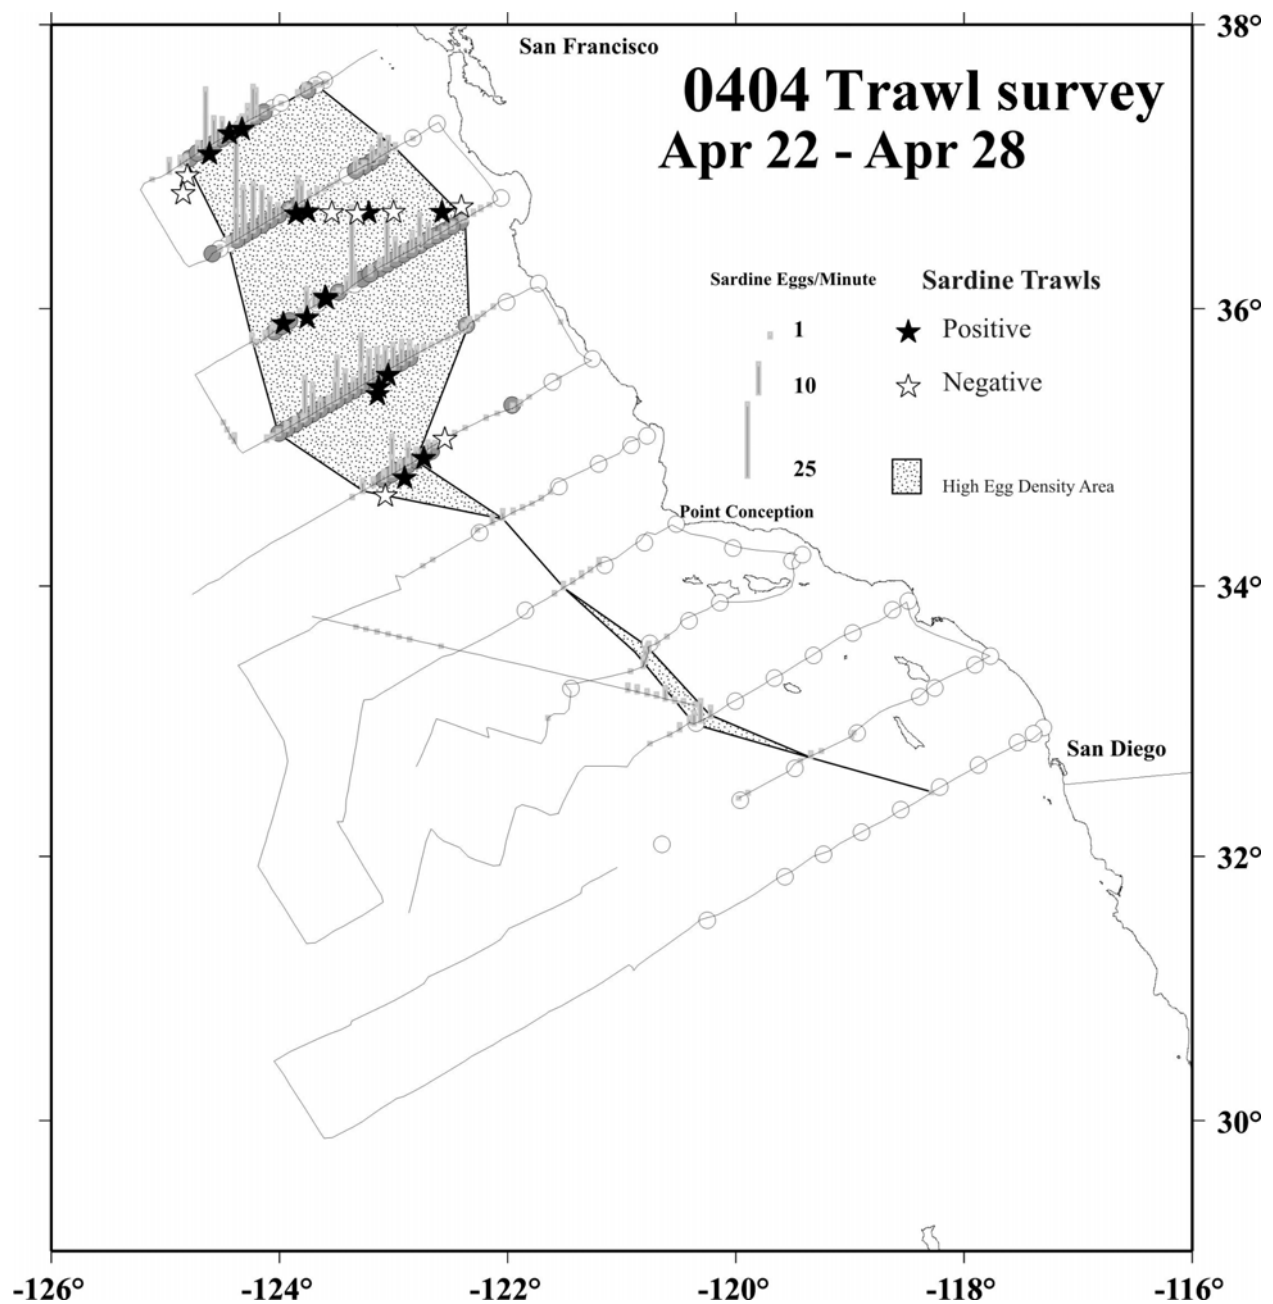 San Francisco
38°
0404 Trawl survey
Apr 22 - Apr 28
Sardine Eggs/Minute
Sardine Trawls
1
Positive
36°
10
Negative
25
High Egg Density Area
Point Conception
34°
San Diego
32°
30°
-126°
-124°
-122°
-120°
-118°
-116°